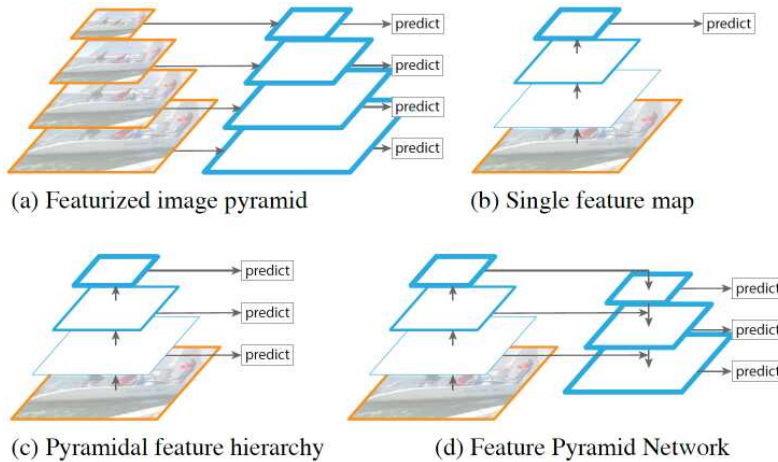 predict
predict
predict
predict
(a) Featurized image pyramid
predict
(b) Single feature map
predict
predict
predict
(c) Pyramidal feature hierarchy
predict
predict
predict
(d) Feature Pyramid Network